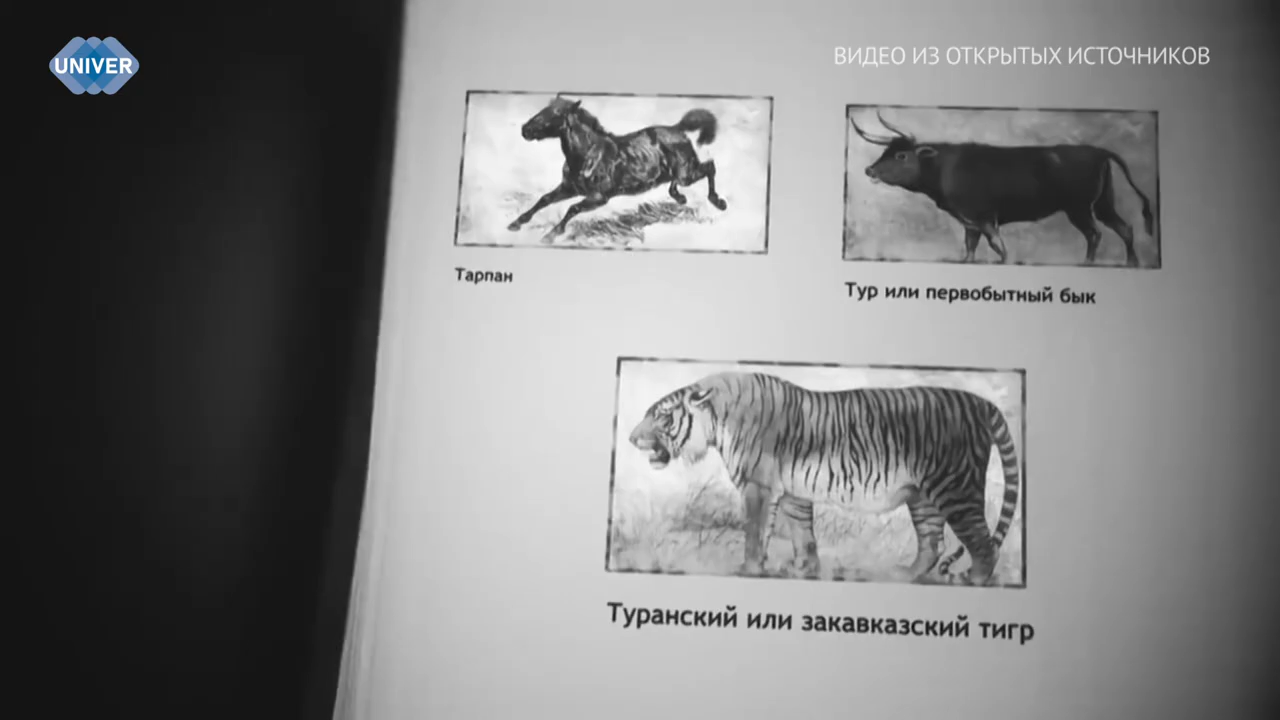 UNIVER
ВИДЕО ИЗ ОТКРЫТЫХ ИСТОЧНИКОВ
Тарпан
Тур или первобытный бык
Туранский или закавказский тигр